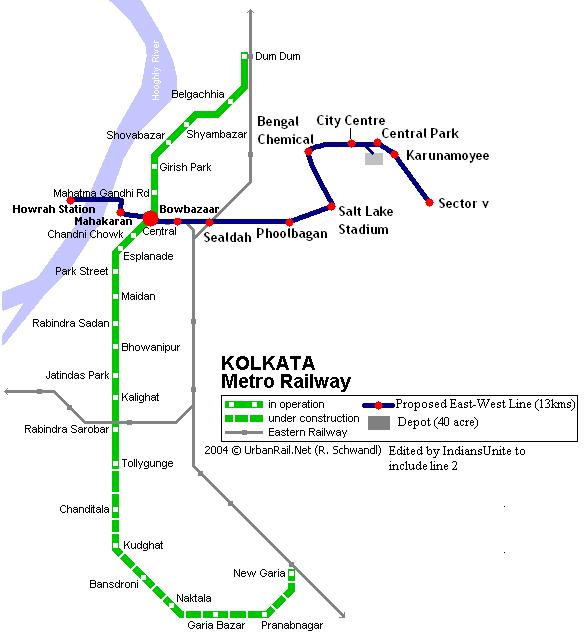 Dum Dum
Hooghly River
Belgachhia
Shovabazar
Shyambazar
Girish Park
Mahatma Gandhi Rd
Bengal
Chemical
City Centre
Central Park
Karunamoyee
Howrah Station
Mahakaran
Bowbazaar
Chandni Chowk
Central
Sealdah
Phoolbagan
Salt Lake
Stadium
Sector v
Esplanade
Park Street
Maidan
Rabindra Sadan
Bhowanipur
Jatindas Park
Kalighat
Rabindra Sarobar
Tollygunge
Chanditala
Kudghat
Bansdroni
Naktala
Garia Bazar
Pranabnagar
New Garia
KOLKATA
Metro Railway
in operation
under construction
Eastern Railway
Proposed East-West Line (13kms)
Depot (40 acre)
2004 © UrbanRail.Net (R. Schwandl)
Edited by IndiansUnite to
include line 2